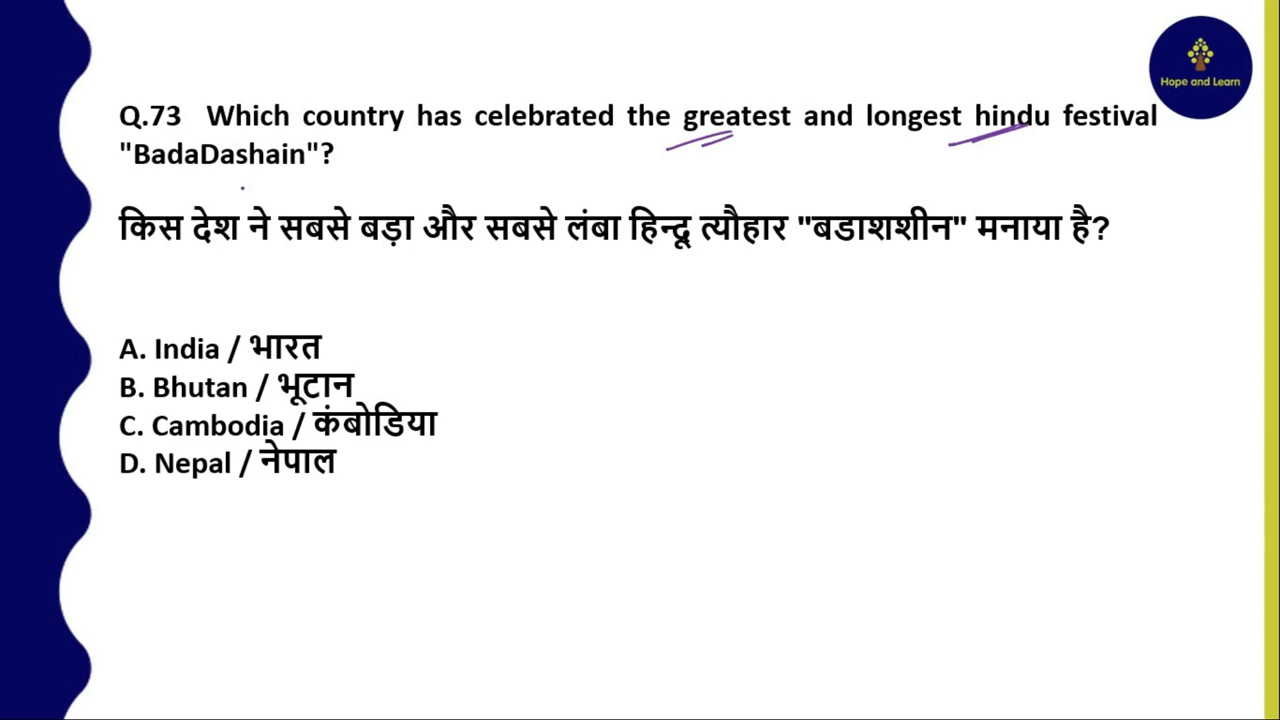 Hope and Learn
Q.73 Which country has celebrated the greatest and longest hindu festival
"BadaDashain"?
किस देश ने सबसे बड़ा और सबसे लंबा हिन्दू त्यौहार "बडाशशीन" मनाया है?
A. India / भारत
B. Bhutan / भूटान
C. Cambodia / कंबोडिया
D. Nepal / नेपाल